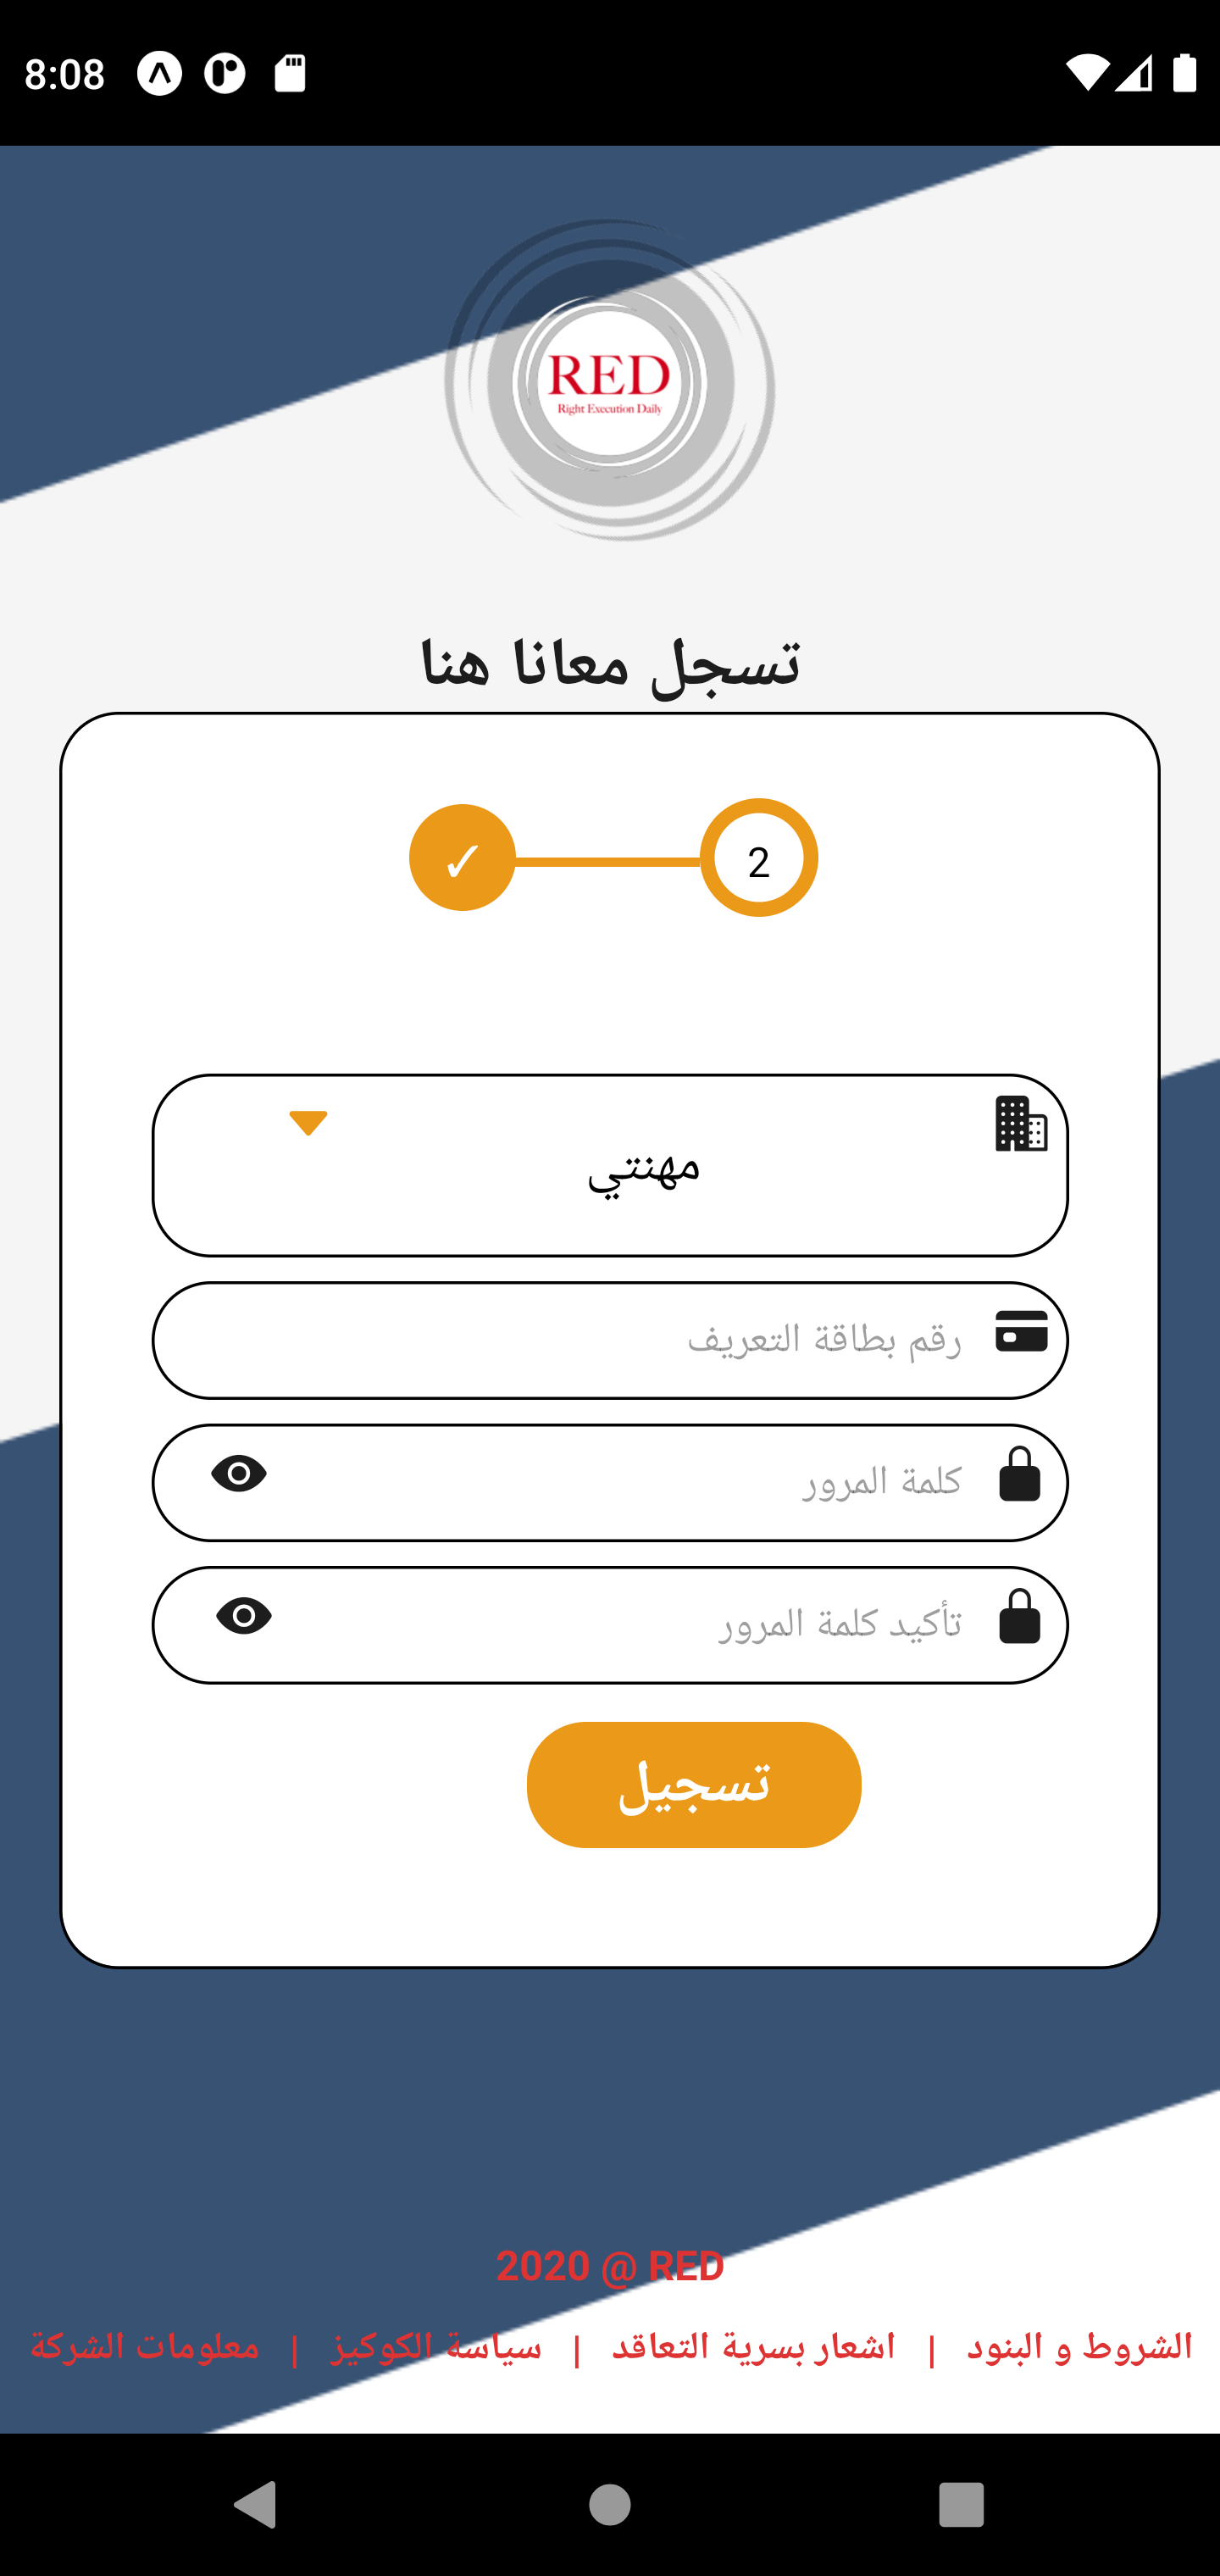 8:08
RED
Right Execution Daily
تسجل معانا هنا
✓ 2
مهنتي
رقم بطاقة التعريف
كلمة المرور
تأكيد كلمة المرور
تسجيل
2020 @ RED
الشروط و البنود | اشعار بسرية التعاقد | سياسة الكوكيز | معلومات الشركة